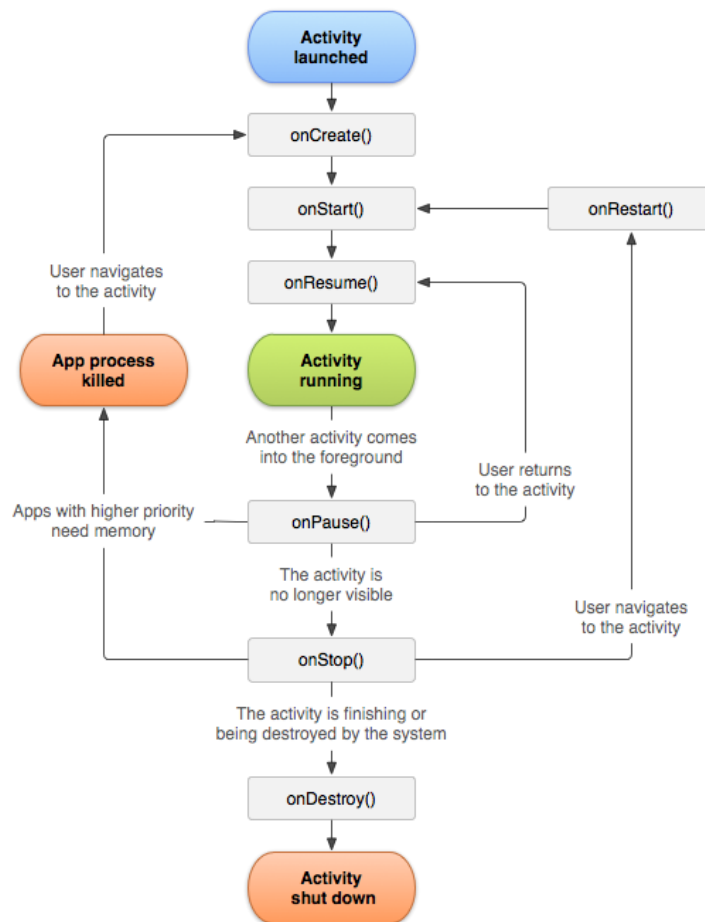 Activity
launched
onCreate()
onStart()
onRestart()
User navigates
to the activity
onResume()
App process
killed
Activity
running
Another activity comes
into the foreground
User returns
to the activity
Apps with higher priority
need memory
onPause()
The activity is
no longer visible
User navigates
to the activity
onStop()
The activity is finishing or
being destroyed by the system
onDestroy()
Activity
shut down